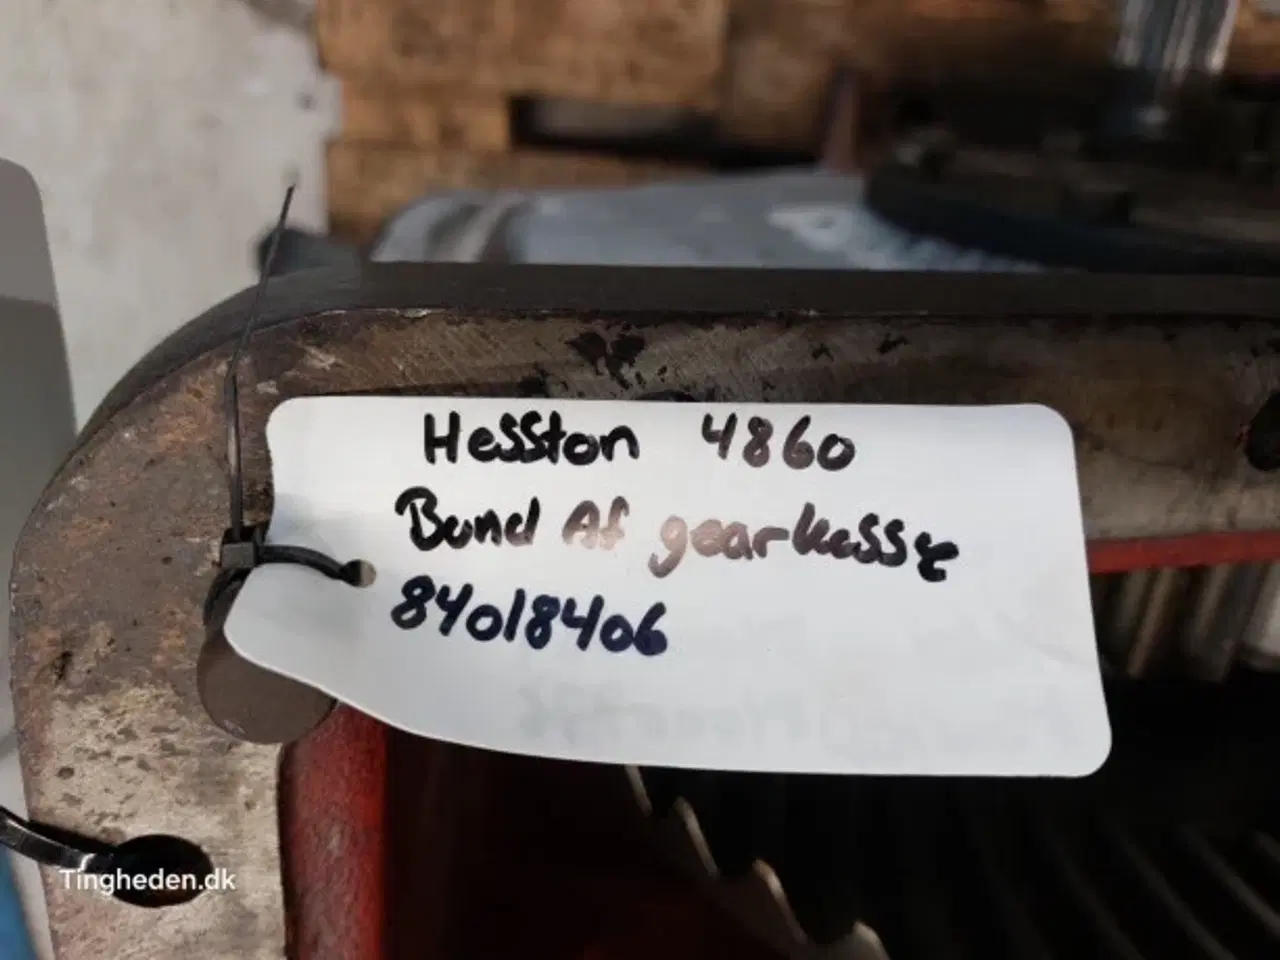 Hesston 4860
Bund Af gearkasse
84018406
Tingheden.dk